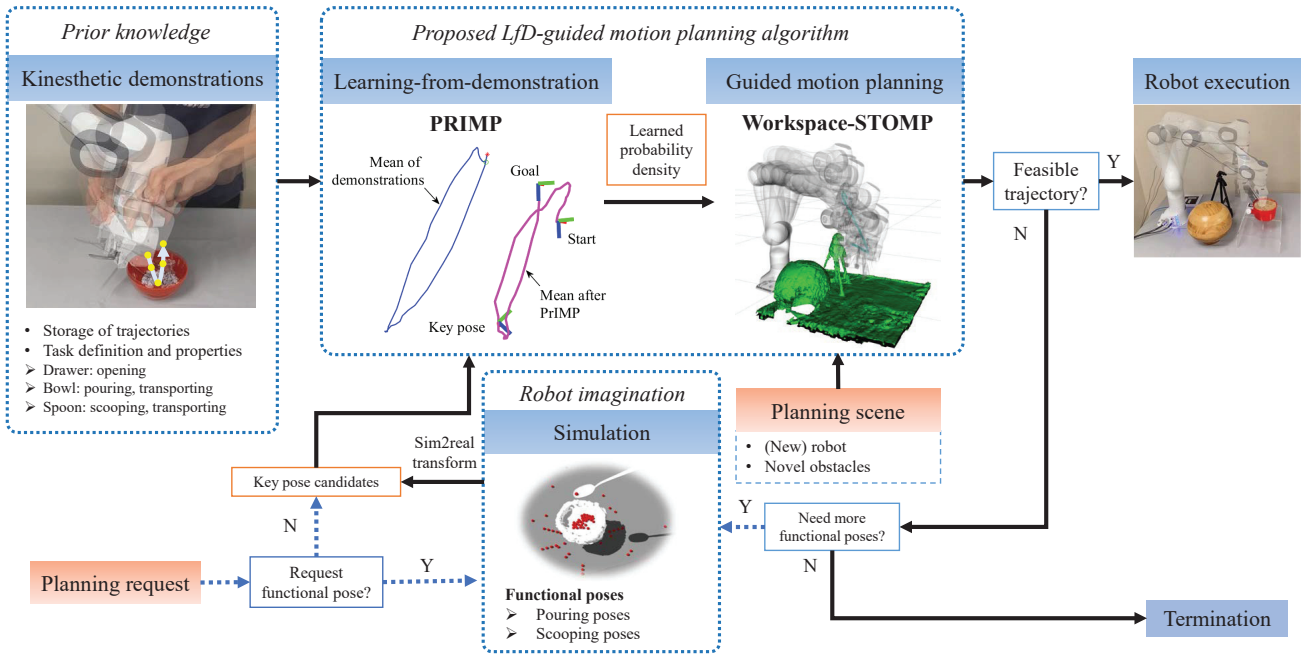 Prior knowledge
Kinesthetic demonstrations
• Storage of trajectories
• Task definition and properties
➢ Drawer: opening
➢ Bowl: pouring, transporting
➢ Spoon: scooping, transporting
Proposed LfD-guided motion planning algorithm
Learning-from-demonstration
PRIMP
Mean of
demonstrations
Goal
Start
Mean after
PrIMP
Key pose
Learned
probability
density
Guided motion planning
Workspace-STOMP
Feasible
trajectory?
Y
N
Robot execution
Robot imagination
Simulation
Sim2real
transform
Functional poses
➢ Pouring poses
➢ Scooping poses
Planning scene
• (New) robot
• Novel obstacles
Key pose candidates
N
Planning request
Request
functional pose?
Y
Y
Need more
functional poses?
N
Termination